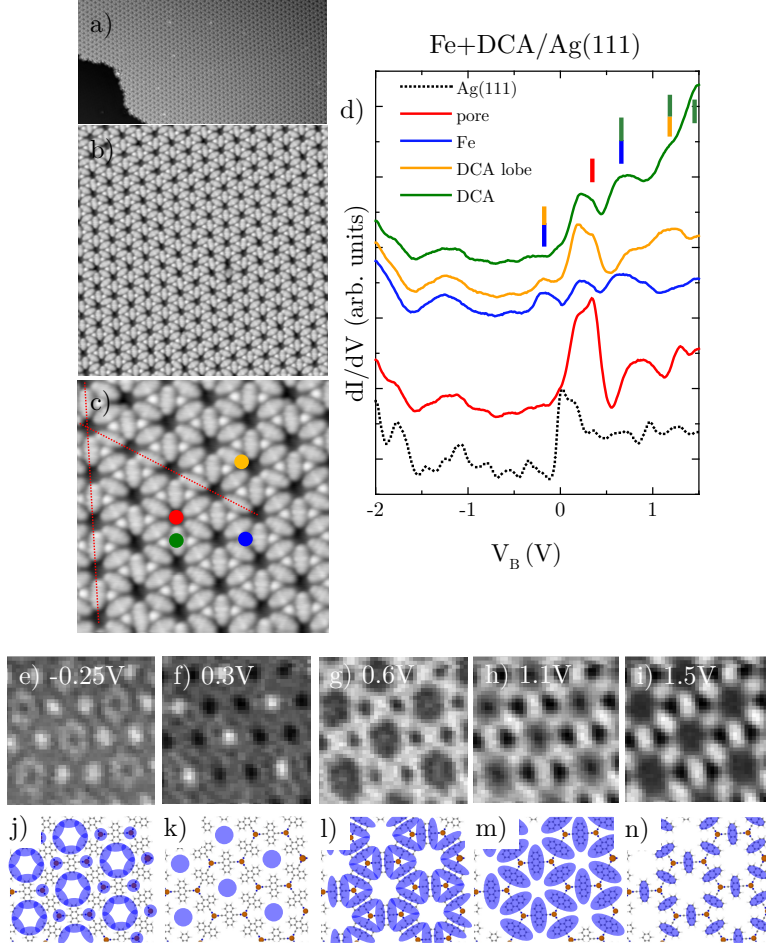 a)
b)
c)
Fe+DCA/Ag(111)
d)
Ag(111)
pore
Fe
DCA lobe
DCA
dI/dV (arb. units)
-2
-1
0
1
V_B (V)
e) -0.25V
f) 0.3V
g) 0.6V
h) 1.1V
i) 1.5V
j)
k)
l)
m)
n)